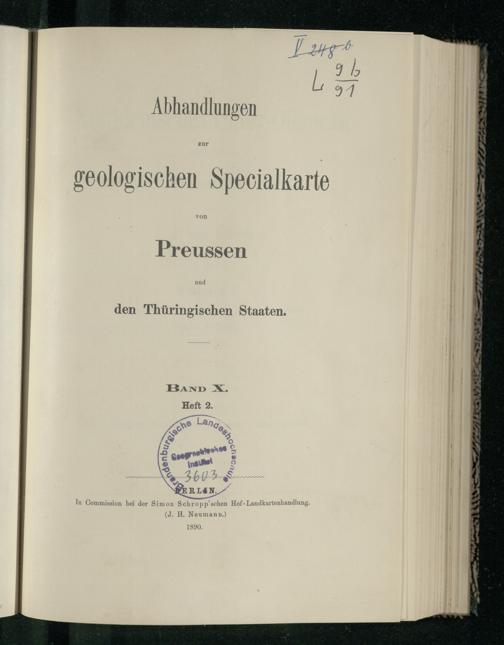 V 248 b
L 9 b
91
Abhandlungen
zur
geologischen Specialkarte
von
Preussen
und
den Thüringischen Staaten.
BAND X.
Heft 2.
Brandenburgische Landeshochschule
Geographisches
Institut
3603
BERLIN.
In Commission bei der Simon Schropp'schen Hof-Landkartenhandlung.
(J. H. Neumann.)
1890.